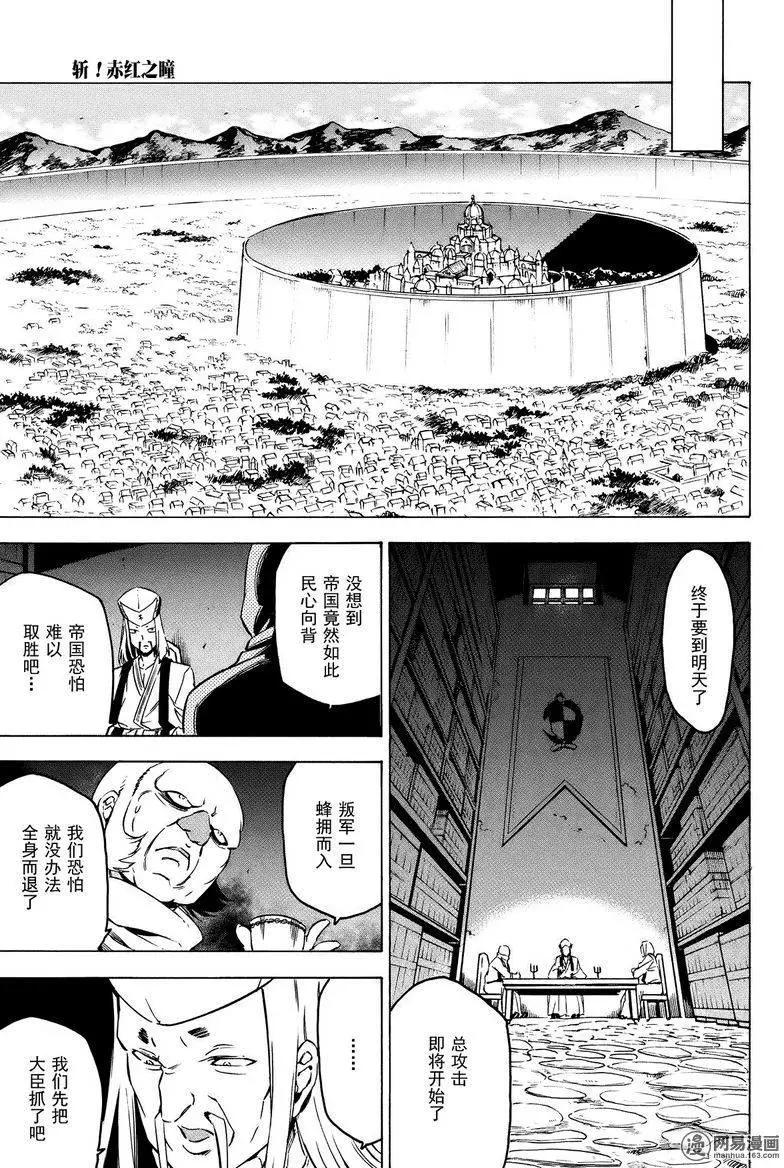 斩！赤红之瞳
终于要到明天了
总攻击
即将开始了
没想到
帝国竟然如此
民心向背
帝国恐怕
难以
取胜吧…
叛军一旦
蜂拥而入
我们恐怕
就没办法
全身而退了
……
我们先把
大臣抓了吧
网易漫画
manhua.163.com